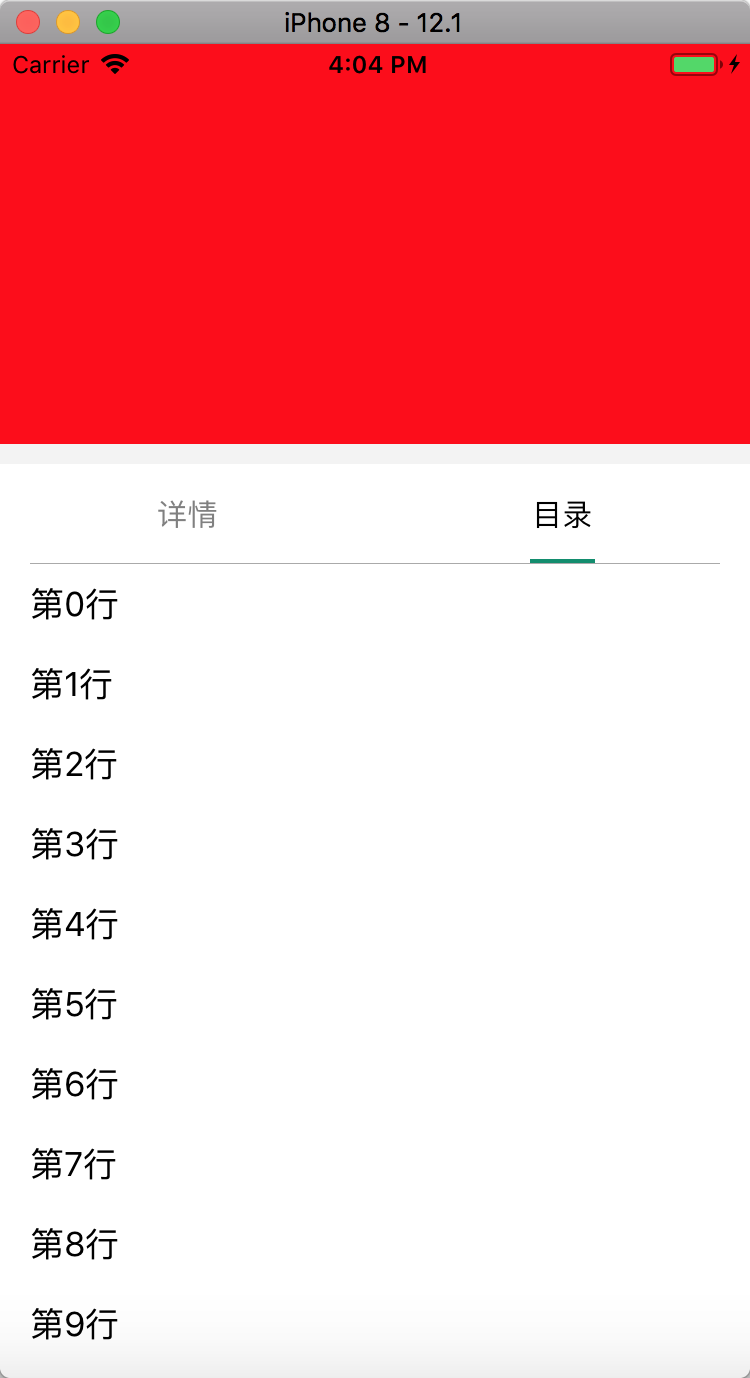 iPhone 8 - 12.1
Carrier 4:04 PM
详情 目录
第0行
第1行
第2行
第3行
第4行
第5行
第6行
第7行
第8行
第9行